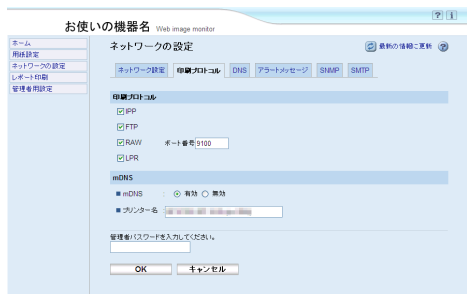 ? i
お使いの機器名 Web image monitor
ホーム
用紙設定
ネットワークの設定
レポート印刷
管理者用設定
ネットワークの設定
最新の情報に更新 ?
ネットワーク設定 印刷プロトコル DNS アラートメッセージ SNMP SMTP
印刷プロトコル
IPP
FTP
RAW ポート番号 9100
LPR
mDNS
mDNS : 有効 無効
プリンター名 :
管理者パスワードを入力してください。
OK キャンセル